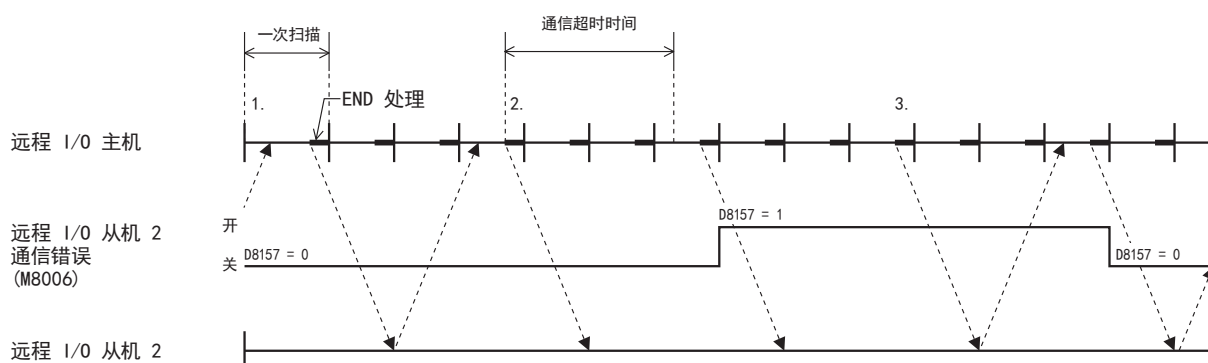 一次扫描
通信超时时间
1.
END 处理
2.
3.
远程 I/O 主机
远程 I/O 从机 2
通信错误
(M8006)
开
关
D8157 = 0
D8157 = 1
D8157 = 0
远程 I/O 从机 2